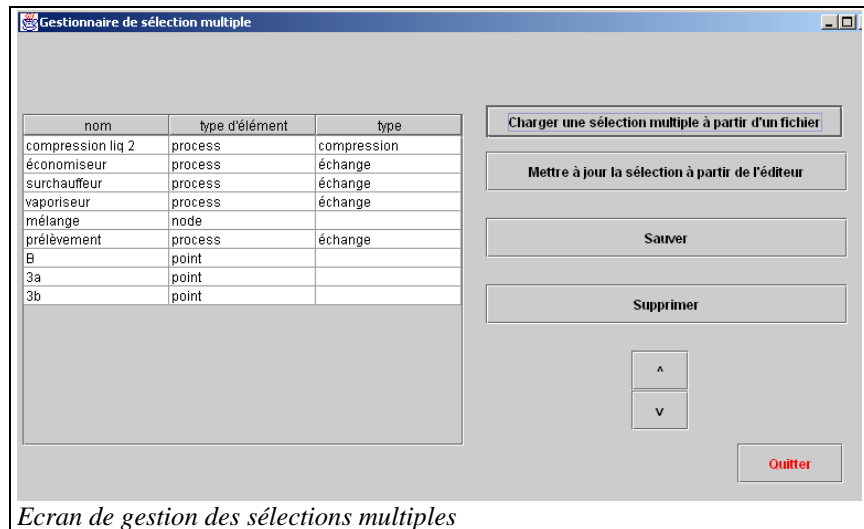 Gestionnaire de sélection multiple
nom type d'élément type
compression liq 2 process compression
économiseur process échange
surchauffeur process échange
vaporiseur process échange
mélange node
prélèvement process échange
B point
3a point
3b point
Charger une sélection multiple à partir d'un fichier
Mettre à jour la sélection à partir de l'éditeur
Sauver
Supprimer
^
v
Quitter
Ecran de gestion des sélections multiples